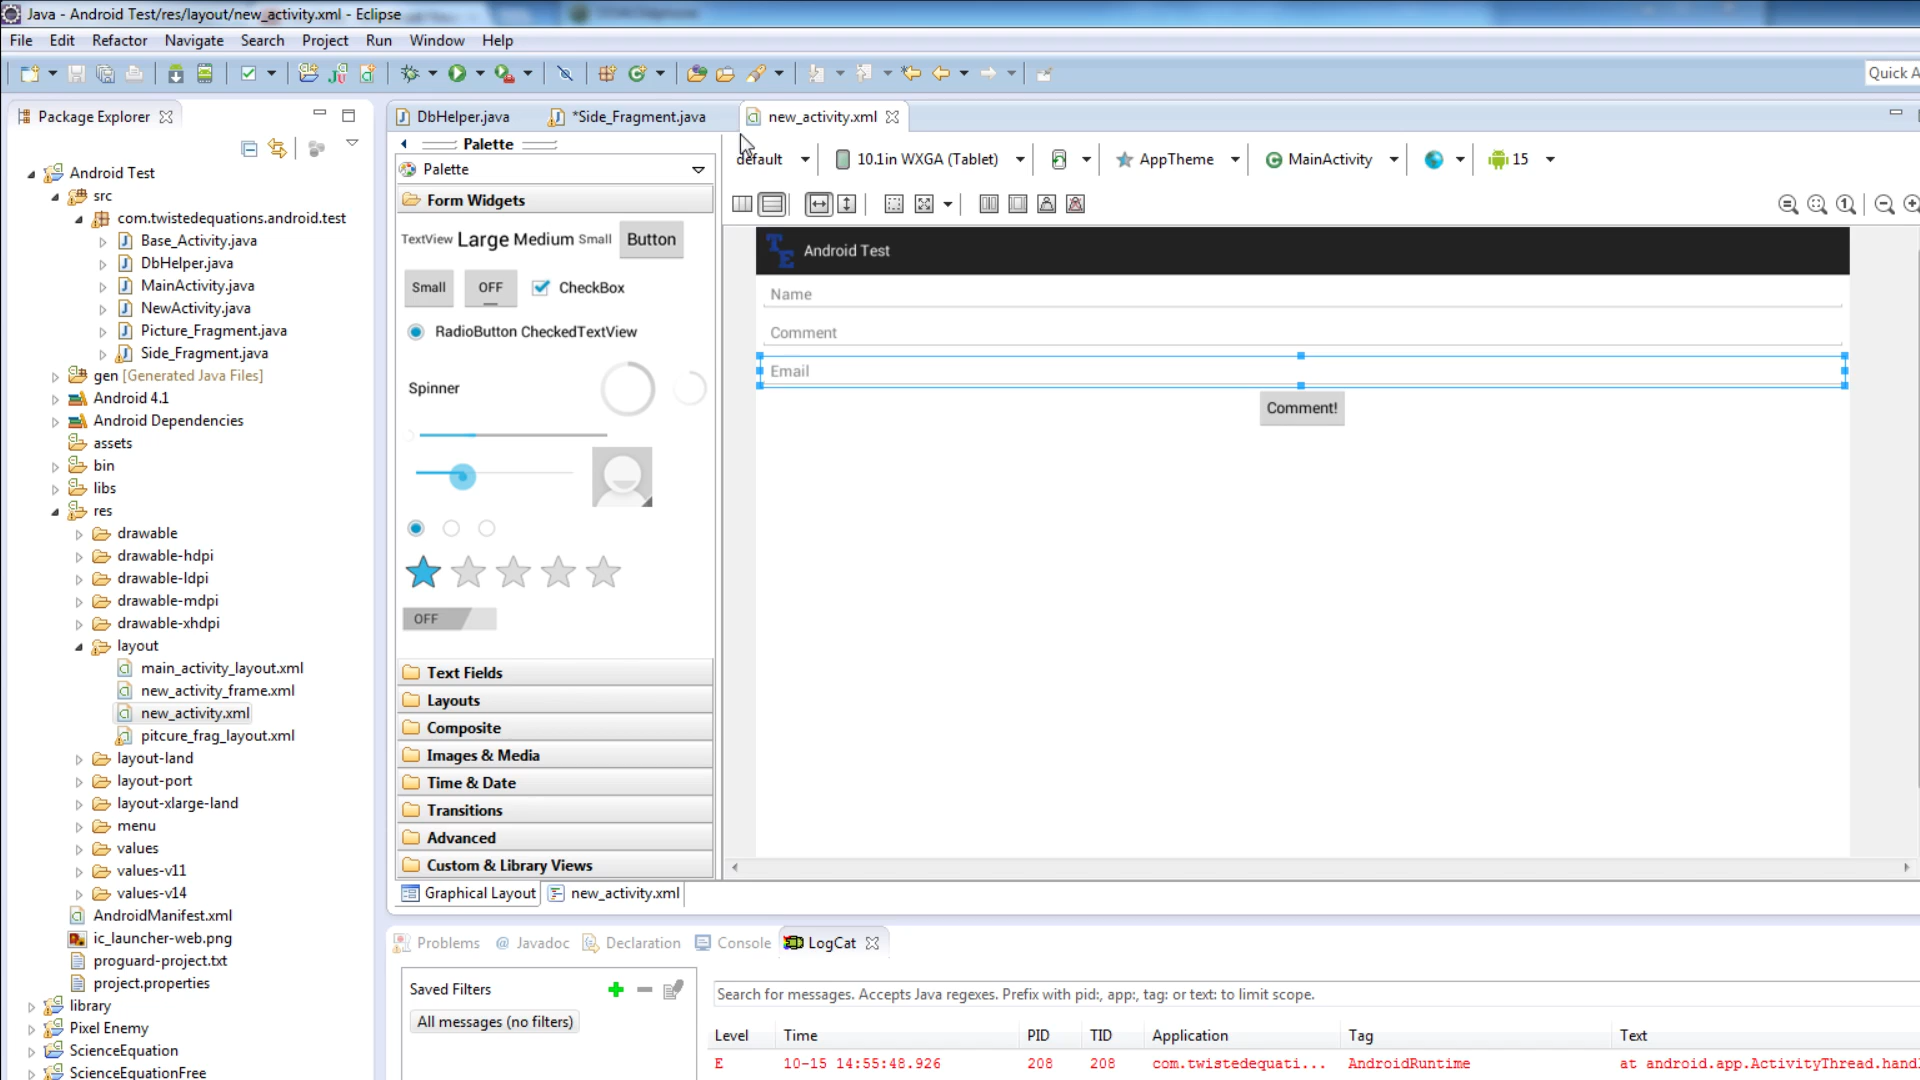 Java - Android Test/res/layout/new_activity.xml - Eclipse
File Edit Refactor Navigate Search Project Run Window Help
Quick A
Package Explorer
DbHelper.java *Side_Fragment.java new_activity.xml
Palette
default 10.1in WXGA (Tablet) AppTheme MainActivity 15
Palette
Form Widgets
TextView Large Medium Small Button
Small OFF CheckBox
RadioButton CheckedTextView
Spinner
OFF
Text Fields
Layouts
Composite
Images & Media
Time & Date
Transitions
Advanced
Custom & Library Views
Graphical Layout new_activity.xml
Android Test
Name
Comment
Email
Comment!
Android Test
src
com.twistedequations.android.test
Base_Activity.java
DbHelper.java
MainActivity.java
NewActivity.java
Picture_Fragment.java
Side_Fragment.java
gen [Generated Java Files]
Android 4.1
Android Dependencies
assets
bin
libs
res
drawable
drawable-hdpi
drawable-ldpi
drawable-mdpi
drawable-xhdpi
layout
main_activity_layout.xml
new_activity_frame.xml
new_activity.xml
pitcure_frag_layout.xml
layout-land
layout-port
layout-xlarge-land
menu
values
values-v11
values-v14
AndroidManifest.xml
ic_launcher-web.png
proguard-project.txt
project.properties
library
Pixel Enemy
ScienceEquation
ScienceEquationFree
Problems @ Javadoc Declaration Console LogCat
Saved Filters
All messages (no filters)
Search for messages. Accepts Java regexes. Prefix with pid:, app:, tag: or text: to limit scope.
Level Time PID TID Application Tag Text
E 10-15 14:55:48.926 208 208 com.twistedequati... AndroidRuntime at android.app.ActivityThread.handl